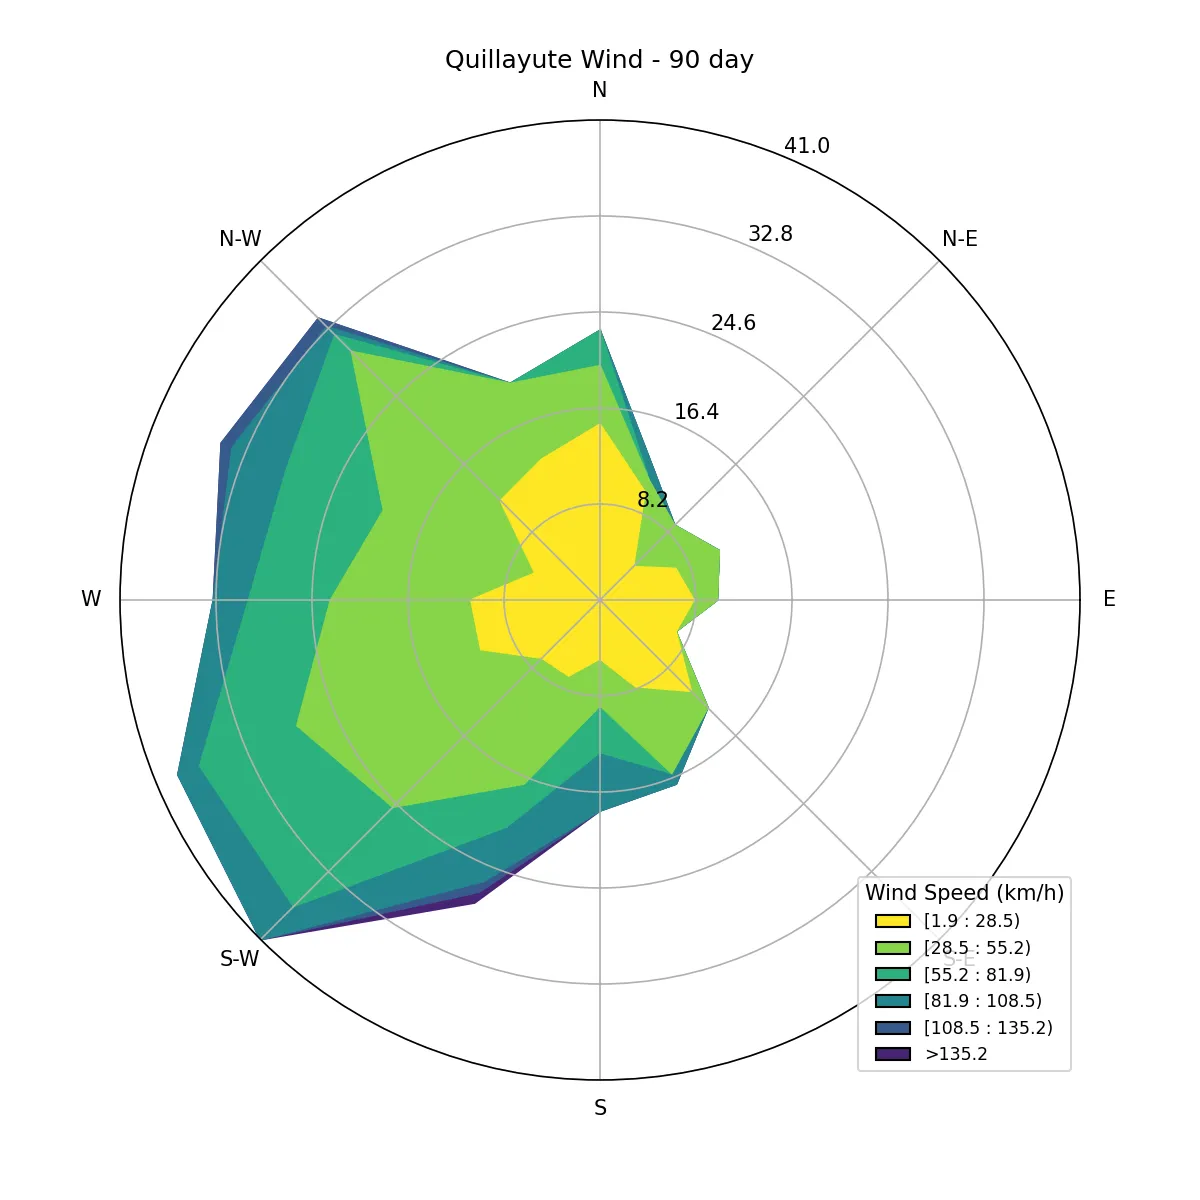 Quillayute Wind - 90 day
N
41.0
N-W
32.8
N-E
24.6
16.4
8.2
W
E
S-W
S-E
S
Wind Speed (km/h)
[1.9 : 28.5)
[28.5 : 55.2)
[55.2 : 81.9)
[81.9 : 108.5)
[108.5 : 135.2)
>135.2